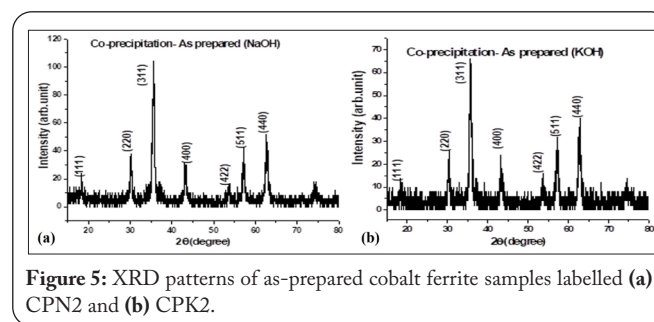 Co-precipitation- As prepared (NaOH)
Intensity (arb.unit)
120
100
80
60
40
20
0
(111)
(220)
(311)
(400)
(422)
(511)
(440)
20 30 40 50 60 70 80
2Θ(degree)
(a)
Co-precipitation- As prepared (KOH)
Intensity (arb.unit)
70
60
50
40
30
20
10
0
(111)
(220)
(311)
(400)
(422)
(511)
(440)
20 30 40 50 60 70 80
2Θ(degree)
(b)
Figure 5: XRD patterns of as-prepared cobalt ferrite samples labelled (a)
CPN2 and (b) CPK2.